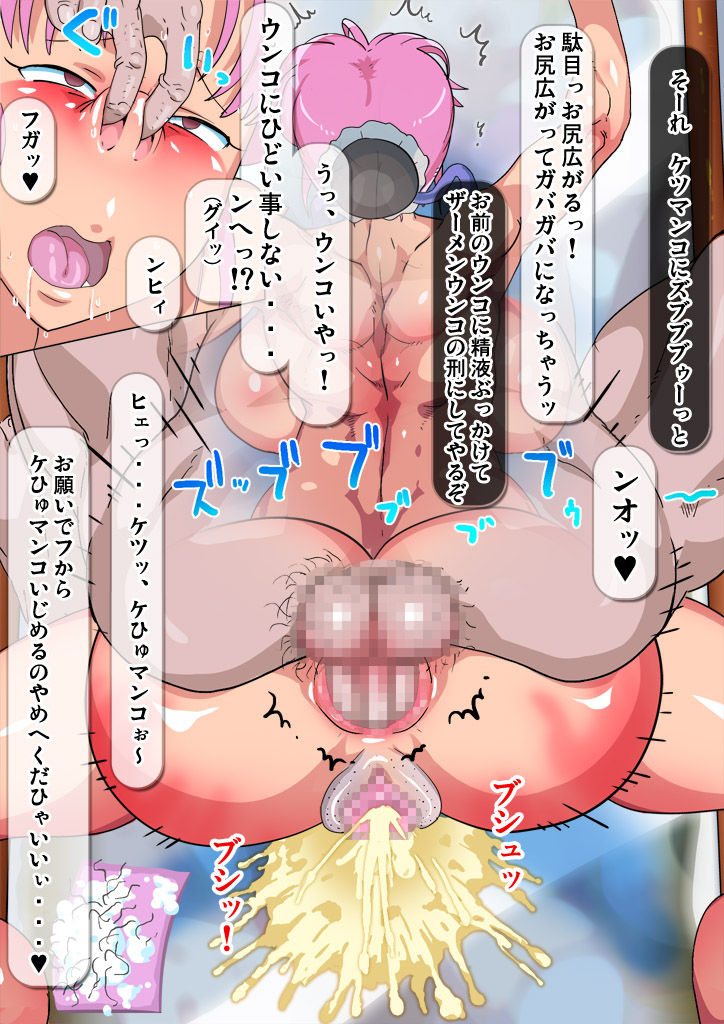 そーれ　ケツマンコにズブブブゥーっと
駄目っお尻広がるっ！
お尻広がってガバガバになっちゃうッ
お前のウンコに精液ぶっかけて
ザーメンウンコの刑にしてやるぞ
うっ、ウンコいやっ！
ウンコにひどい事しない・・・・
ンへっ！？
（グイッ）
ぐいっ
フガッ♥
ンヒィ
ンオッ♥
ズッズブブブブ
ヒェっ・・・・ケツッ、ケひゅマンコぉ～
お願いでフから
ケひゅマンコいじめるのやめへくだひゃいいぃ・・・・♥
ブシュッ
ブシッ！